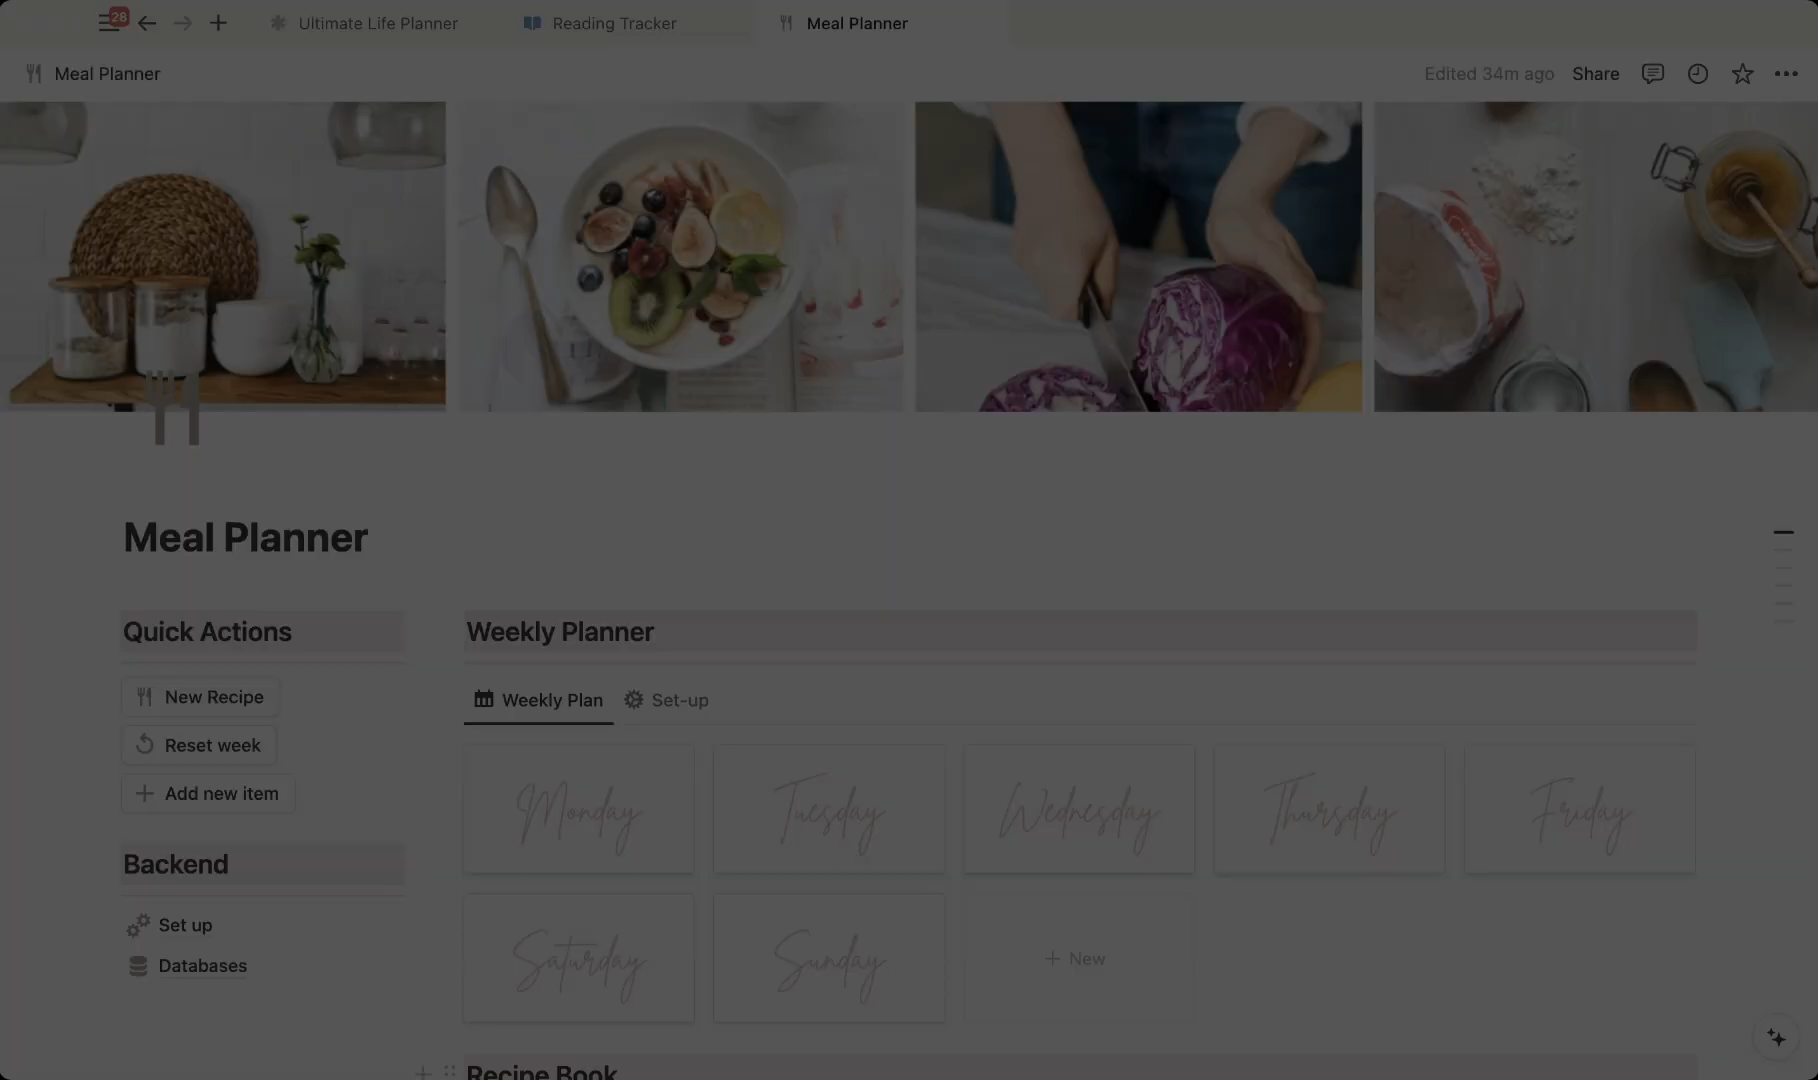 28
Ultimate Life Planner
Reading Tracker
Meal Planner
Meal Planner
Edited 34m ago
Share
Meal Planner
Quick Actions
New Recipe
Reset week
Add new item
Backend
Set up
Databases
Weekly Planner
Weekly Plan
Set-up
Monday
Tuesday
Wednesday
Thursday
Friday
Saturday
Sunday
+ New
Recipe Book